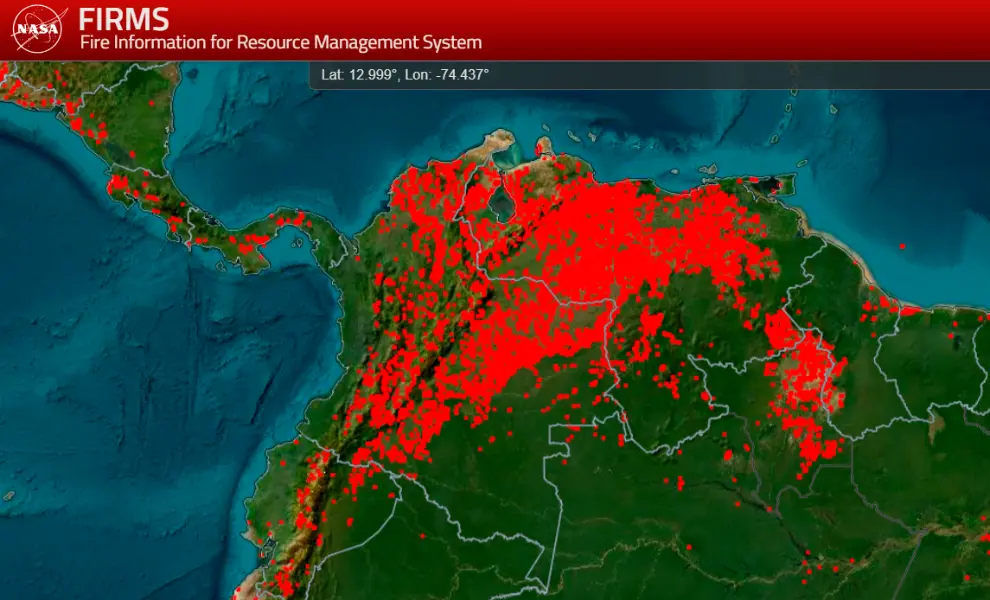 NASA
FIRMS
Fire Information for Resource Management System
Lat: 12.999°, Lon: -74.437°